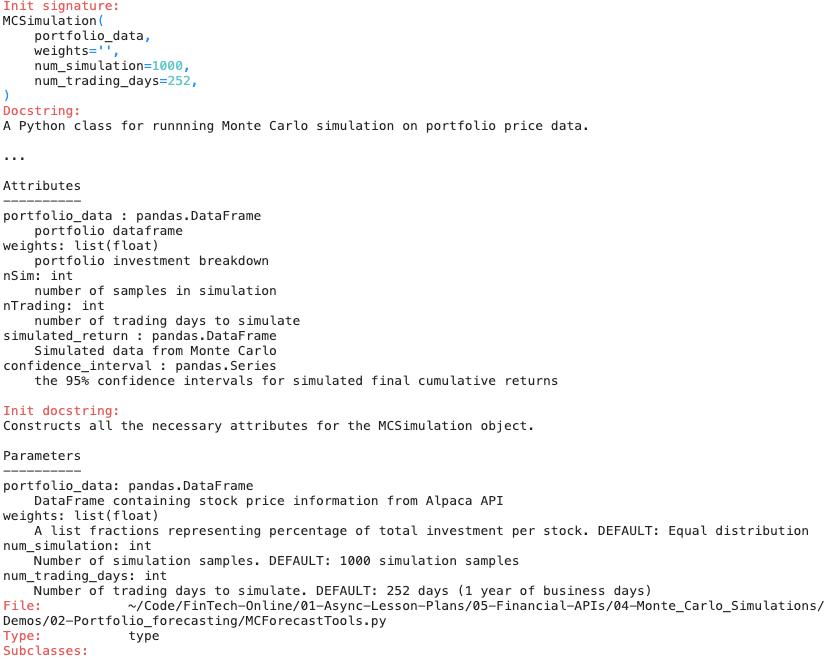 Init signature:
MCSimulation(
    portfolio_data,
    weights='',
    num_simulation=1000,
    num_trading_days=252,
)
Docstring:
A Python class for runnning Monte Carlo simulation on portfolio price data.
...
Attributes
----------
portfolio_data : pandas.DataFrame
    portfolio dataframe
weights: list(float)
    portfolio investment breakdown
nSim: int
    number of samples in simulation
nTrading: int
    number of trading days to simulate
simulated_return : pandas.DataFrame
    Simulated data from Monte Carlo
confidence_interval : pandas.Series
    the 95% confidence intervals for simulated final cumulative returns
Init docstring:
Constructs all the necessary attributes for the MCSimulation object.
Parameters
----------
portfolio_data: pandas.DataFrame
    DataFrame containing stock price information from Alpaca API
weights: list(float)
    A list fractions representing percentage of total investment per stock. DEFAULT: Equal distribution
num_simulation: int
    Number of simulation samples. DEFAULT: 1000 simulation samples
num_trading_days: int
    Number of trading days to simulate. DEFAULT: 252 days (1 year of business days)
File:           ~/Code/FinTech-Online/01-Async-Lesson-Plans/05-Financial-APIs/04-Monte_Carlo_Simulations/
Demos/02-Portfolio_forecasting/MCForecastTools.py
Type:           type
Subclasses: